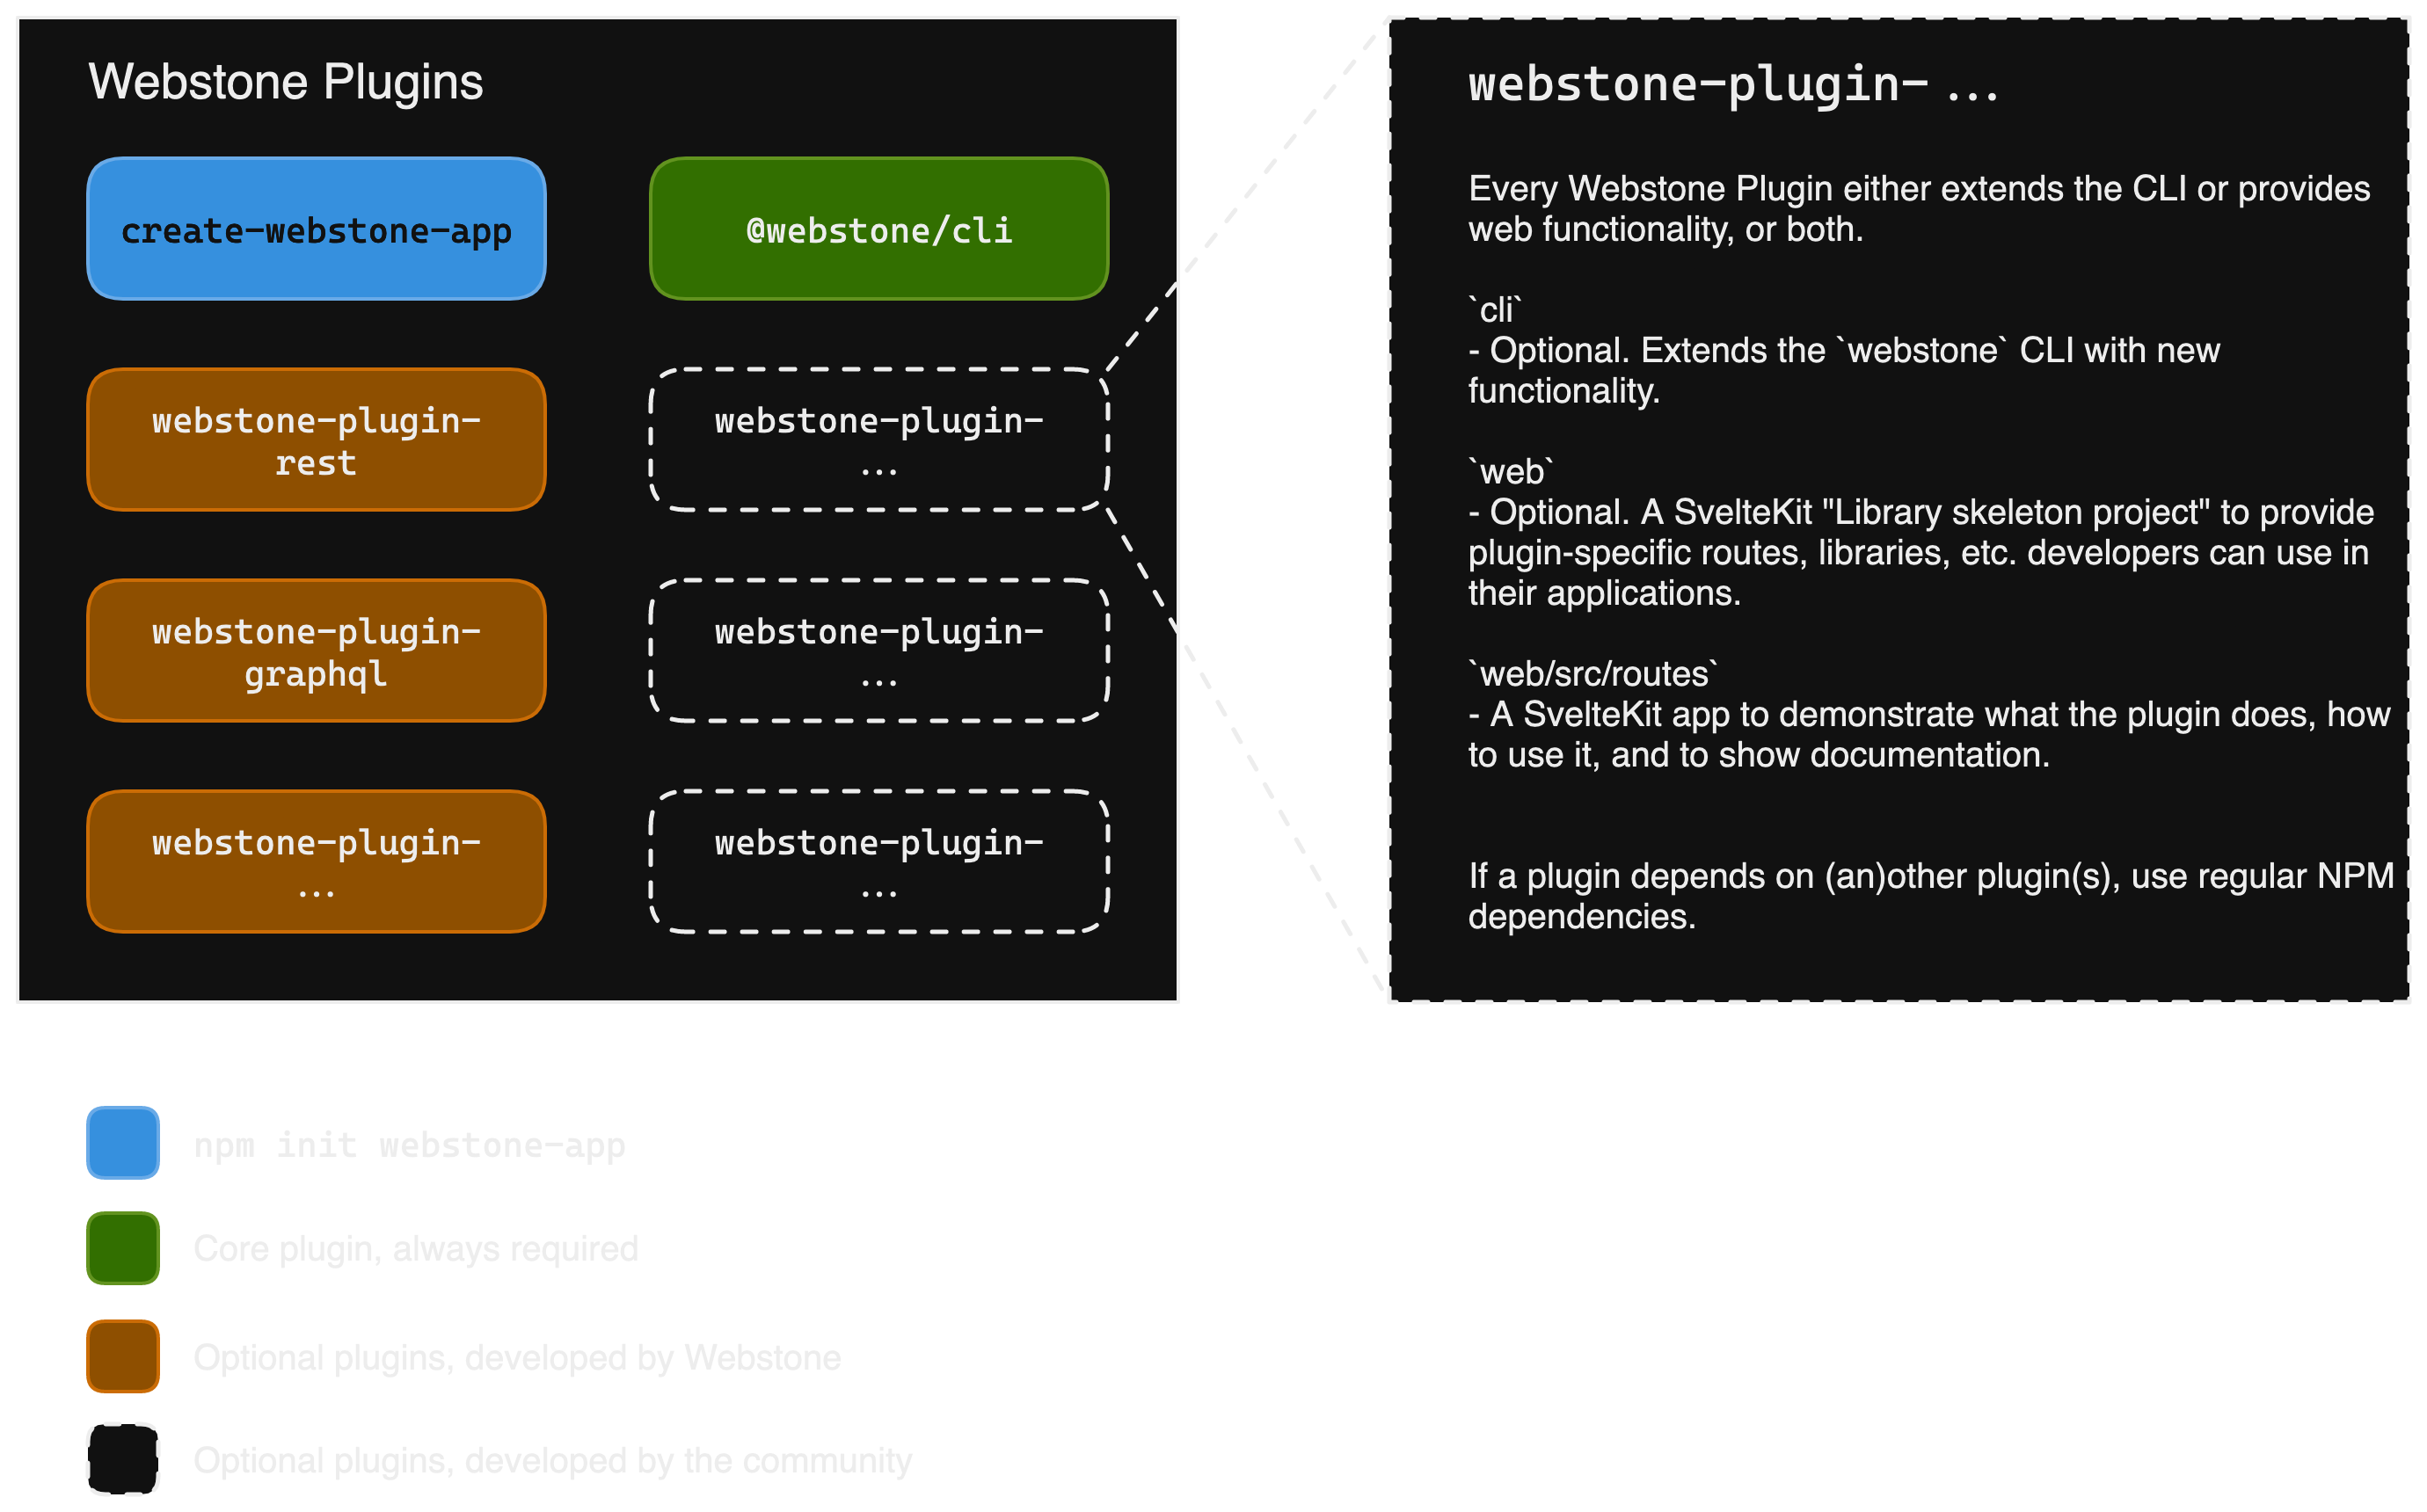 Webstone Plugins
create-webstone-app
@webstone/cli
webstone-plugin-
rest
webstone-plugin-
...
webstone-plugin-
graphql
webstone-plugin-
...
webstone-plugin-
...
webstone-plugin-
...
webstone-plugin- ...
Every Webstone Plugin either extends the CLI or provides
web functionality, or both.
`cli`
- Optional. Extends the `webstone` CLI with new
functionality.
`web`
- Optional. A SvelteKit "Library skeleton project" to provide
plugin-specific routes, libraries, etc. developers can use in
their applications.
`web/src/routes`
- A SvelteKit app to demonstrate what the plugin does, how
to use it, and to show documentation.
If a plugin depends on (an)other plugin(s), use regular NPM
dependencies.
npm init webstone-app
Core plugin, always required
Optional plugins, developed by Webstone
Optional plugins, developed by the community